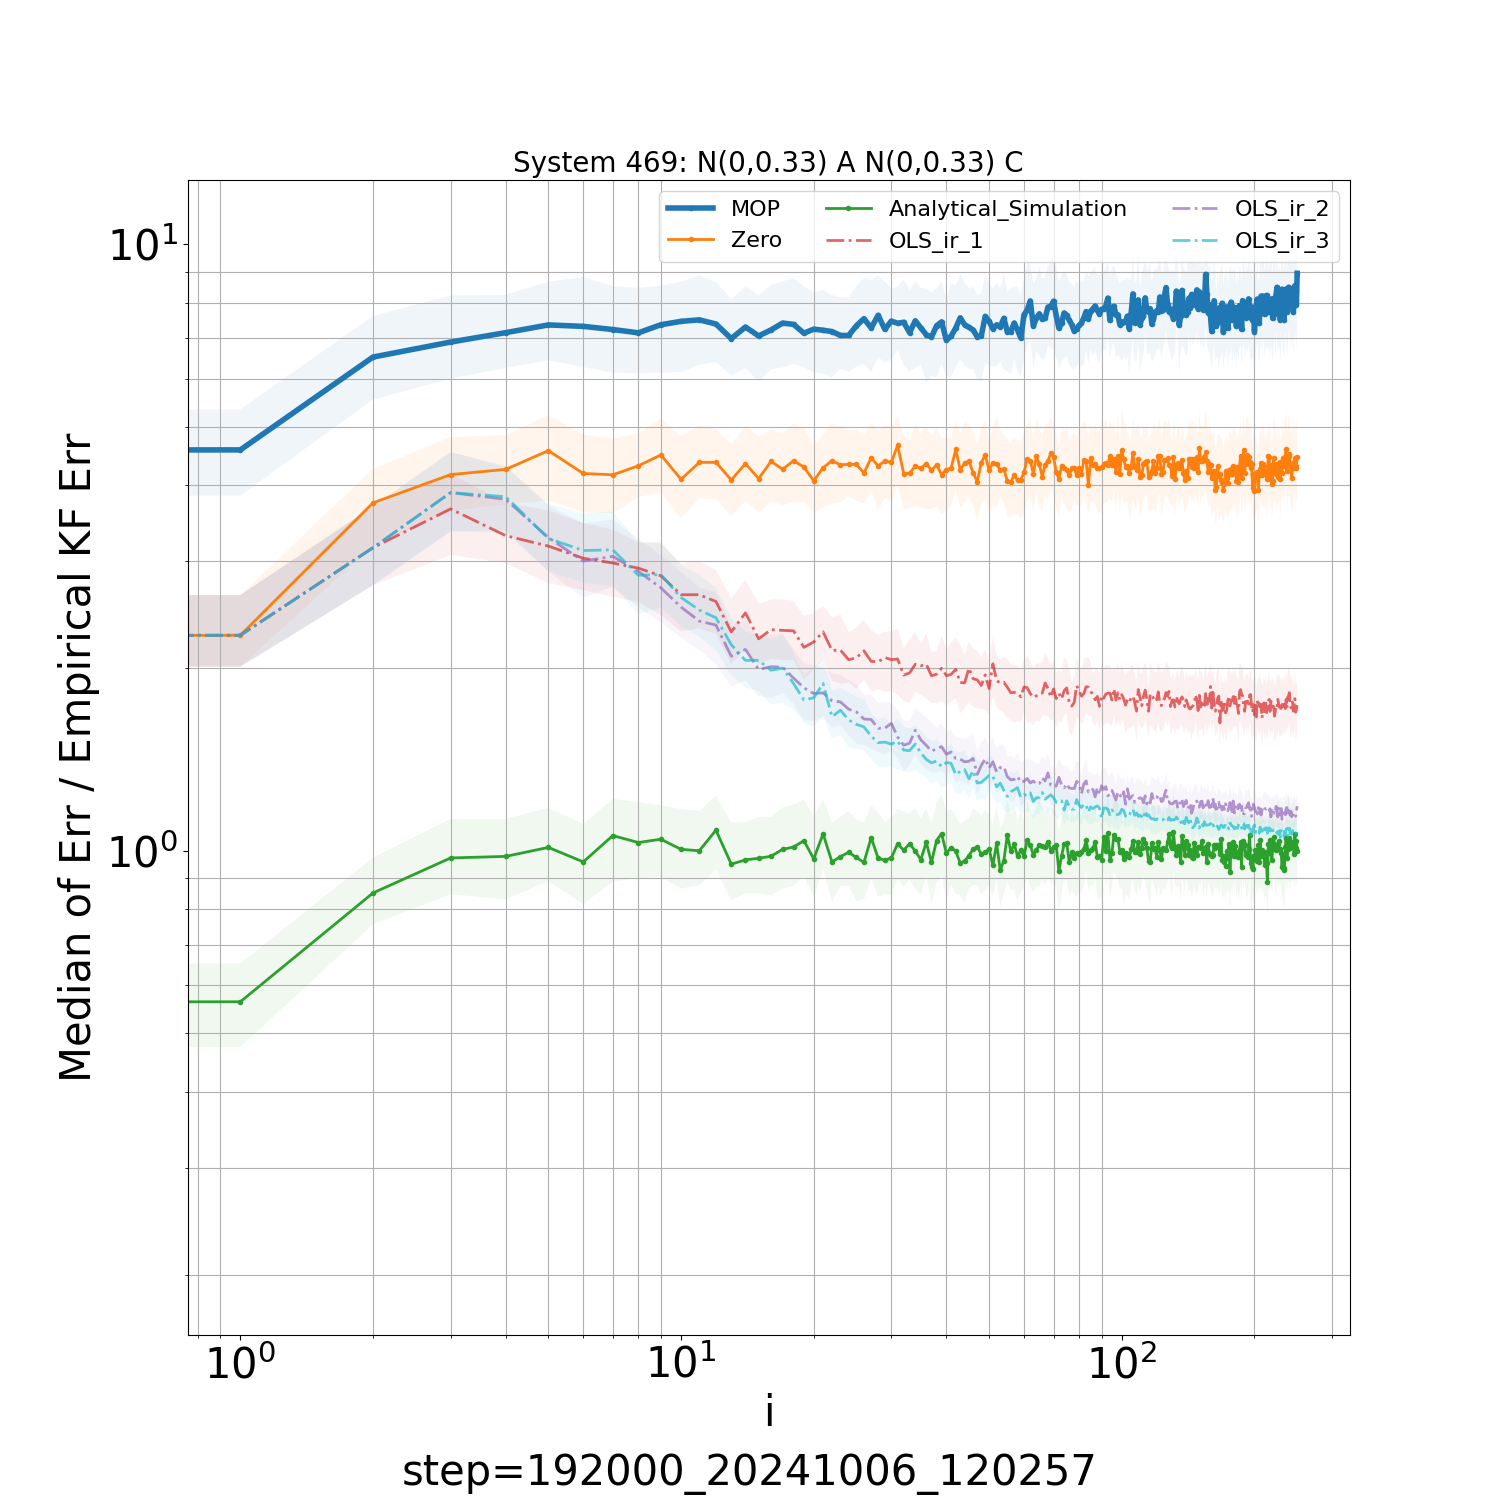 System 469: N(0,0.33) A N(0,0.33) C
MOP
Zero
Analytical_Simulation
OLS_ir_1
OLS_ir_2
OLS_ir_3
10¹
10⁰
Median of Err / Empirical KF Err
10⁰ 10¹ 10²
i
step=192000_20241006_120257